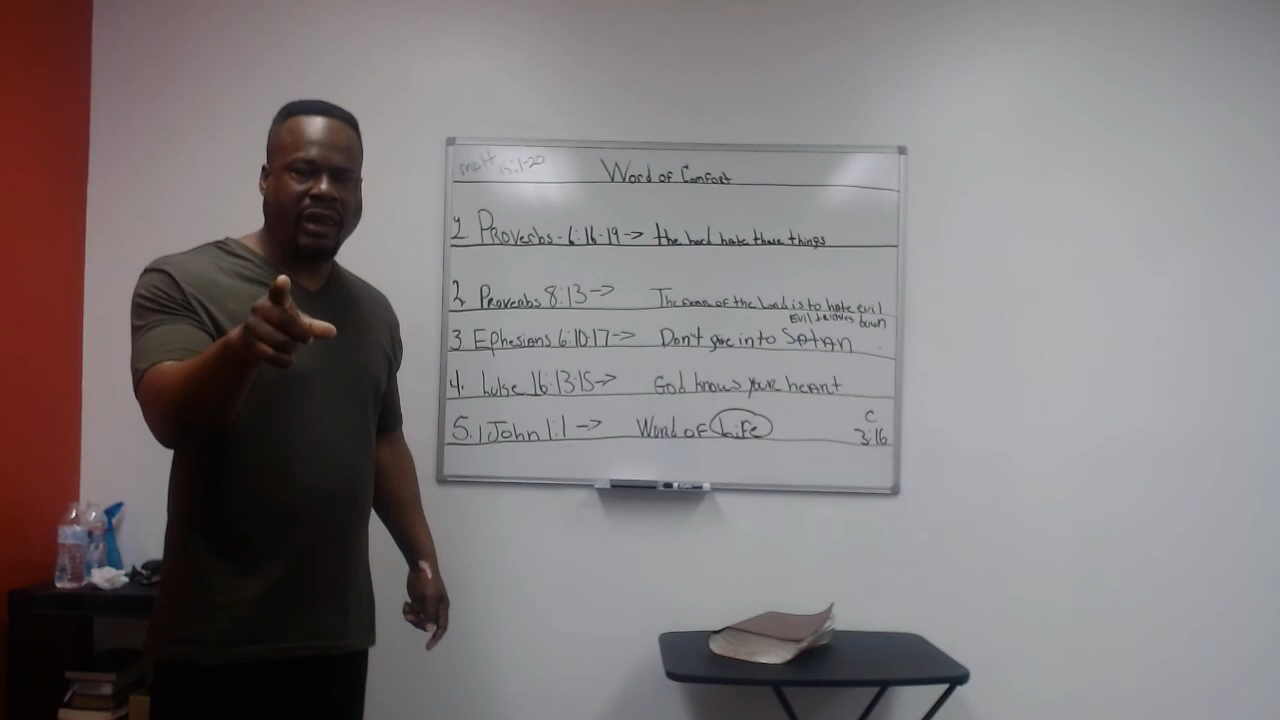 Matt 15:1-20
Word of Comfort
2 Proverbs - 6:16-19 -> the lord hate these things
2 Proverbs 8:13 -> The fear of the Lord is to hate evil
Evil bown
3. Ephesians 6:10-17 -> Don't give into Satan
4. Luke 16:13-15 -> God knows your heart
5. 1 John 1:1 -> Word of Life
C
3:16